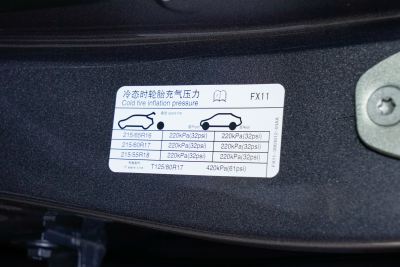 冷态时轮胎充气压力 FX11
Cold tire inflation pressure
215/65R16 220kPa(32psi) 220kPa(32psi)
215/60R17 220kPa(32psi) 220kPa(32psi)
215/55R18 220kPa(32psi) 220kPa(32psi)
T125/80R17 420kPa(61psi)